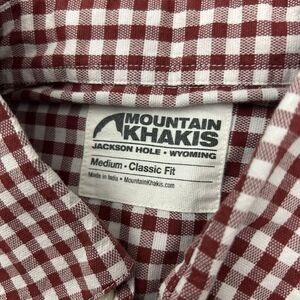 MOUNTAIN
KHAKIS
JACKSON HOLE • WYOMING
Medium • Classic Fit
Made in India • MountainKhakis.com